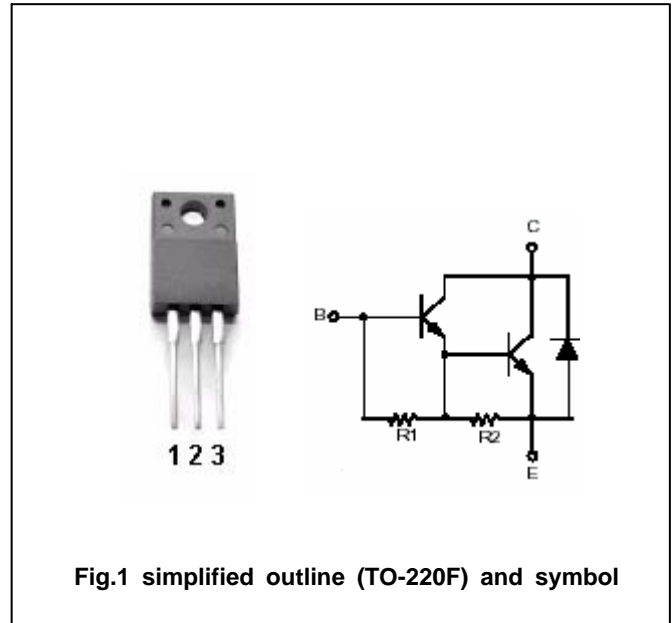 1 2 3
C
B
R1 R2
E
Fig.1 simplified outline (TO-220F) and symbol